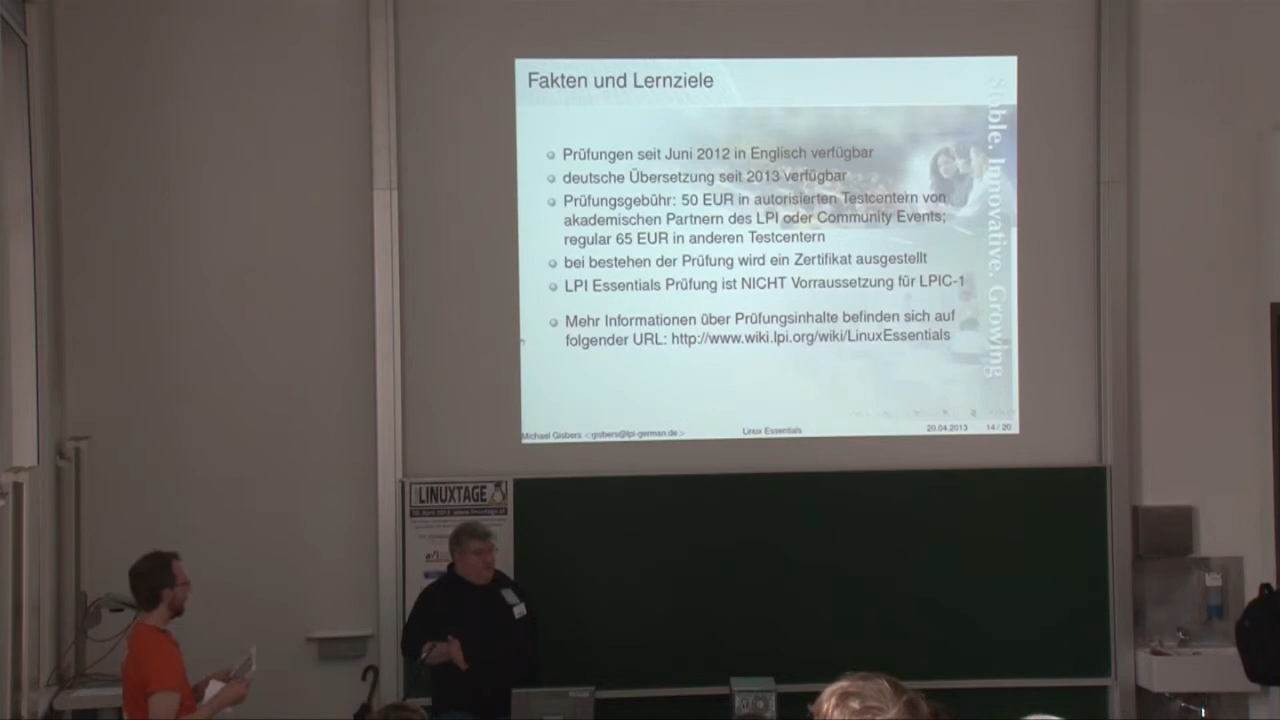 Fakten und Lernziele
Prüfungen seit Juni 2012 in Englisch verfügbar
deutsche Übersetzung seit 2013 verfügbar
Prüfungsgebühr: 50 EUR in autorisierten Testcentern von
akademischen Partnern des LPI oder Community Events;
regular 65 EUR in anderen Testcentern
bei bestehen der Prüfung wird ein Zertifikat ausgestellt
LPI Essentials Prüfung ist NICHT Vorraussetzung für LPIC-1
Mehr Informationen über Prüfungsinhalte befinden sich auf
folgender URL: http://www.wiki.lpi.org/wiki/LinuxEssentials
Stable. Innovative. Growing
Michael Gisbers <gisbers@lpi-german.de>
Linux Essentials
20.04.2013 14 / 20
LINUXTAGE